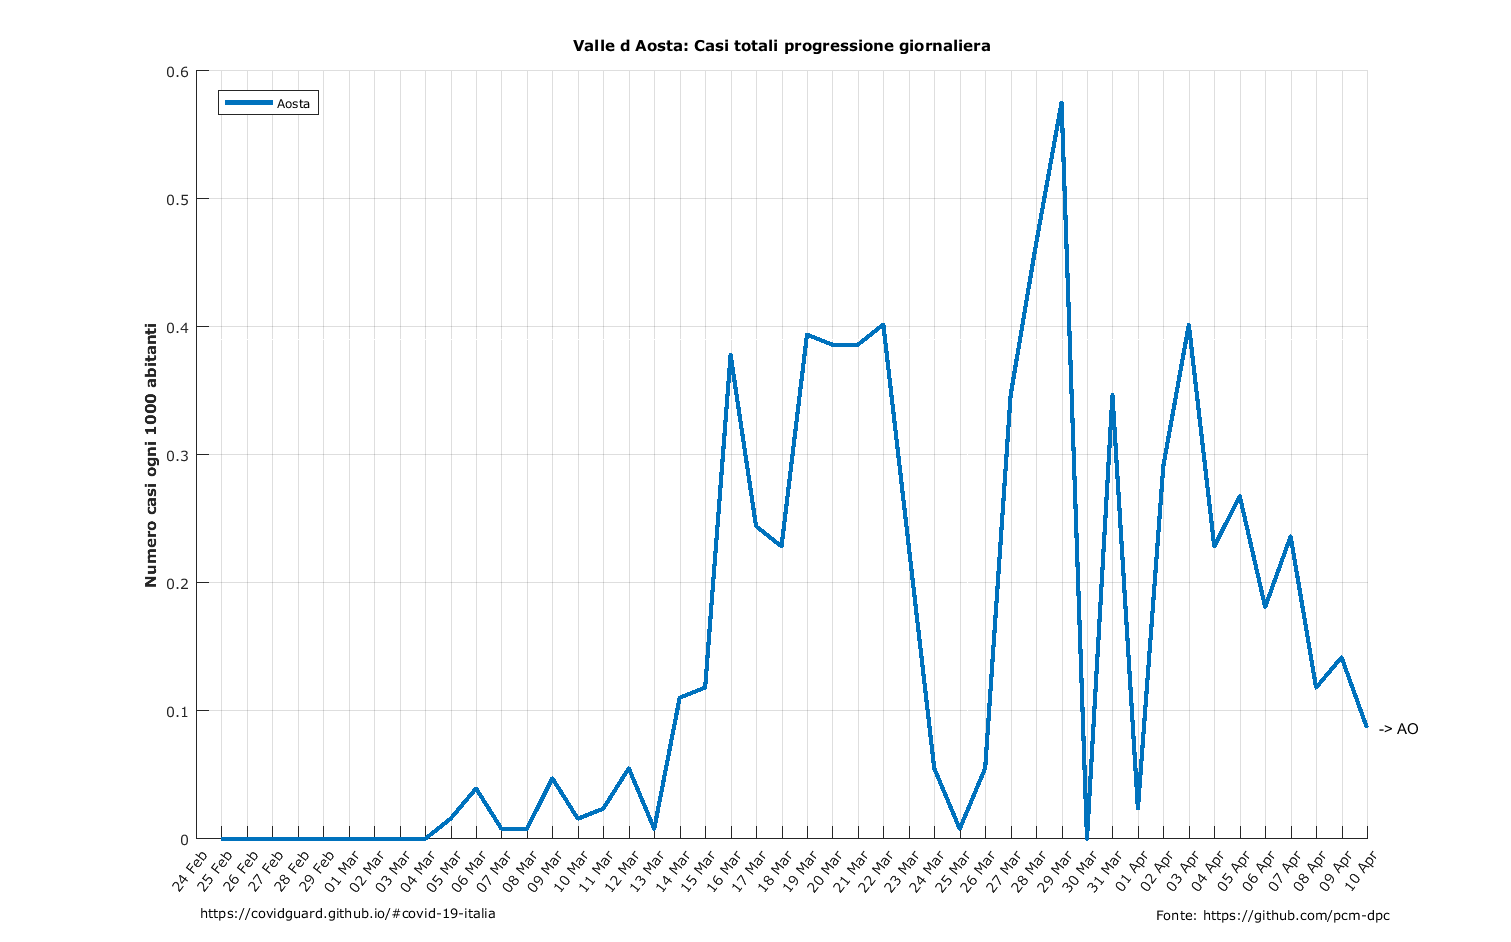 Valle d Aosta: Casi totali progressione giornaliera
Aosta
Numero casi ogni 1000 abitanti
0.6
0.5
0.4
0.3
0.2
0.1
0
24 Feb
25 Feb
26 Feb
27 Feb
28 Feb
29 Feb
01 Mar
02 Mar
03 Mar
04 Mar
05 Mar
06 Mar
07 Mar
08 Mar
09 Mar
10 Mar
11 Mar
12 Mar
13 Mar
14 Mar
15 Mar
16 Mar
17 Mar
18 Mar
19 Mar
20 Mar
21 Mar
22 Mar
23 Mar
24 Mar
25 Mar
26 Mar
27 Mar
28 Mar
29 Mar
30 Mar
31 Mar
01 Apr
02 Apr
03 Apr
04 Apr
05 Apr
06 Apr
07 Apr
08 Apr
09 Apr
10 Apr
-> AO
https://covidguard.github.io/#covid-19-italia
Fonte: https://github.com/pcm-dpc